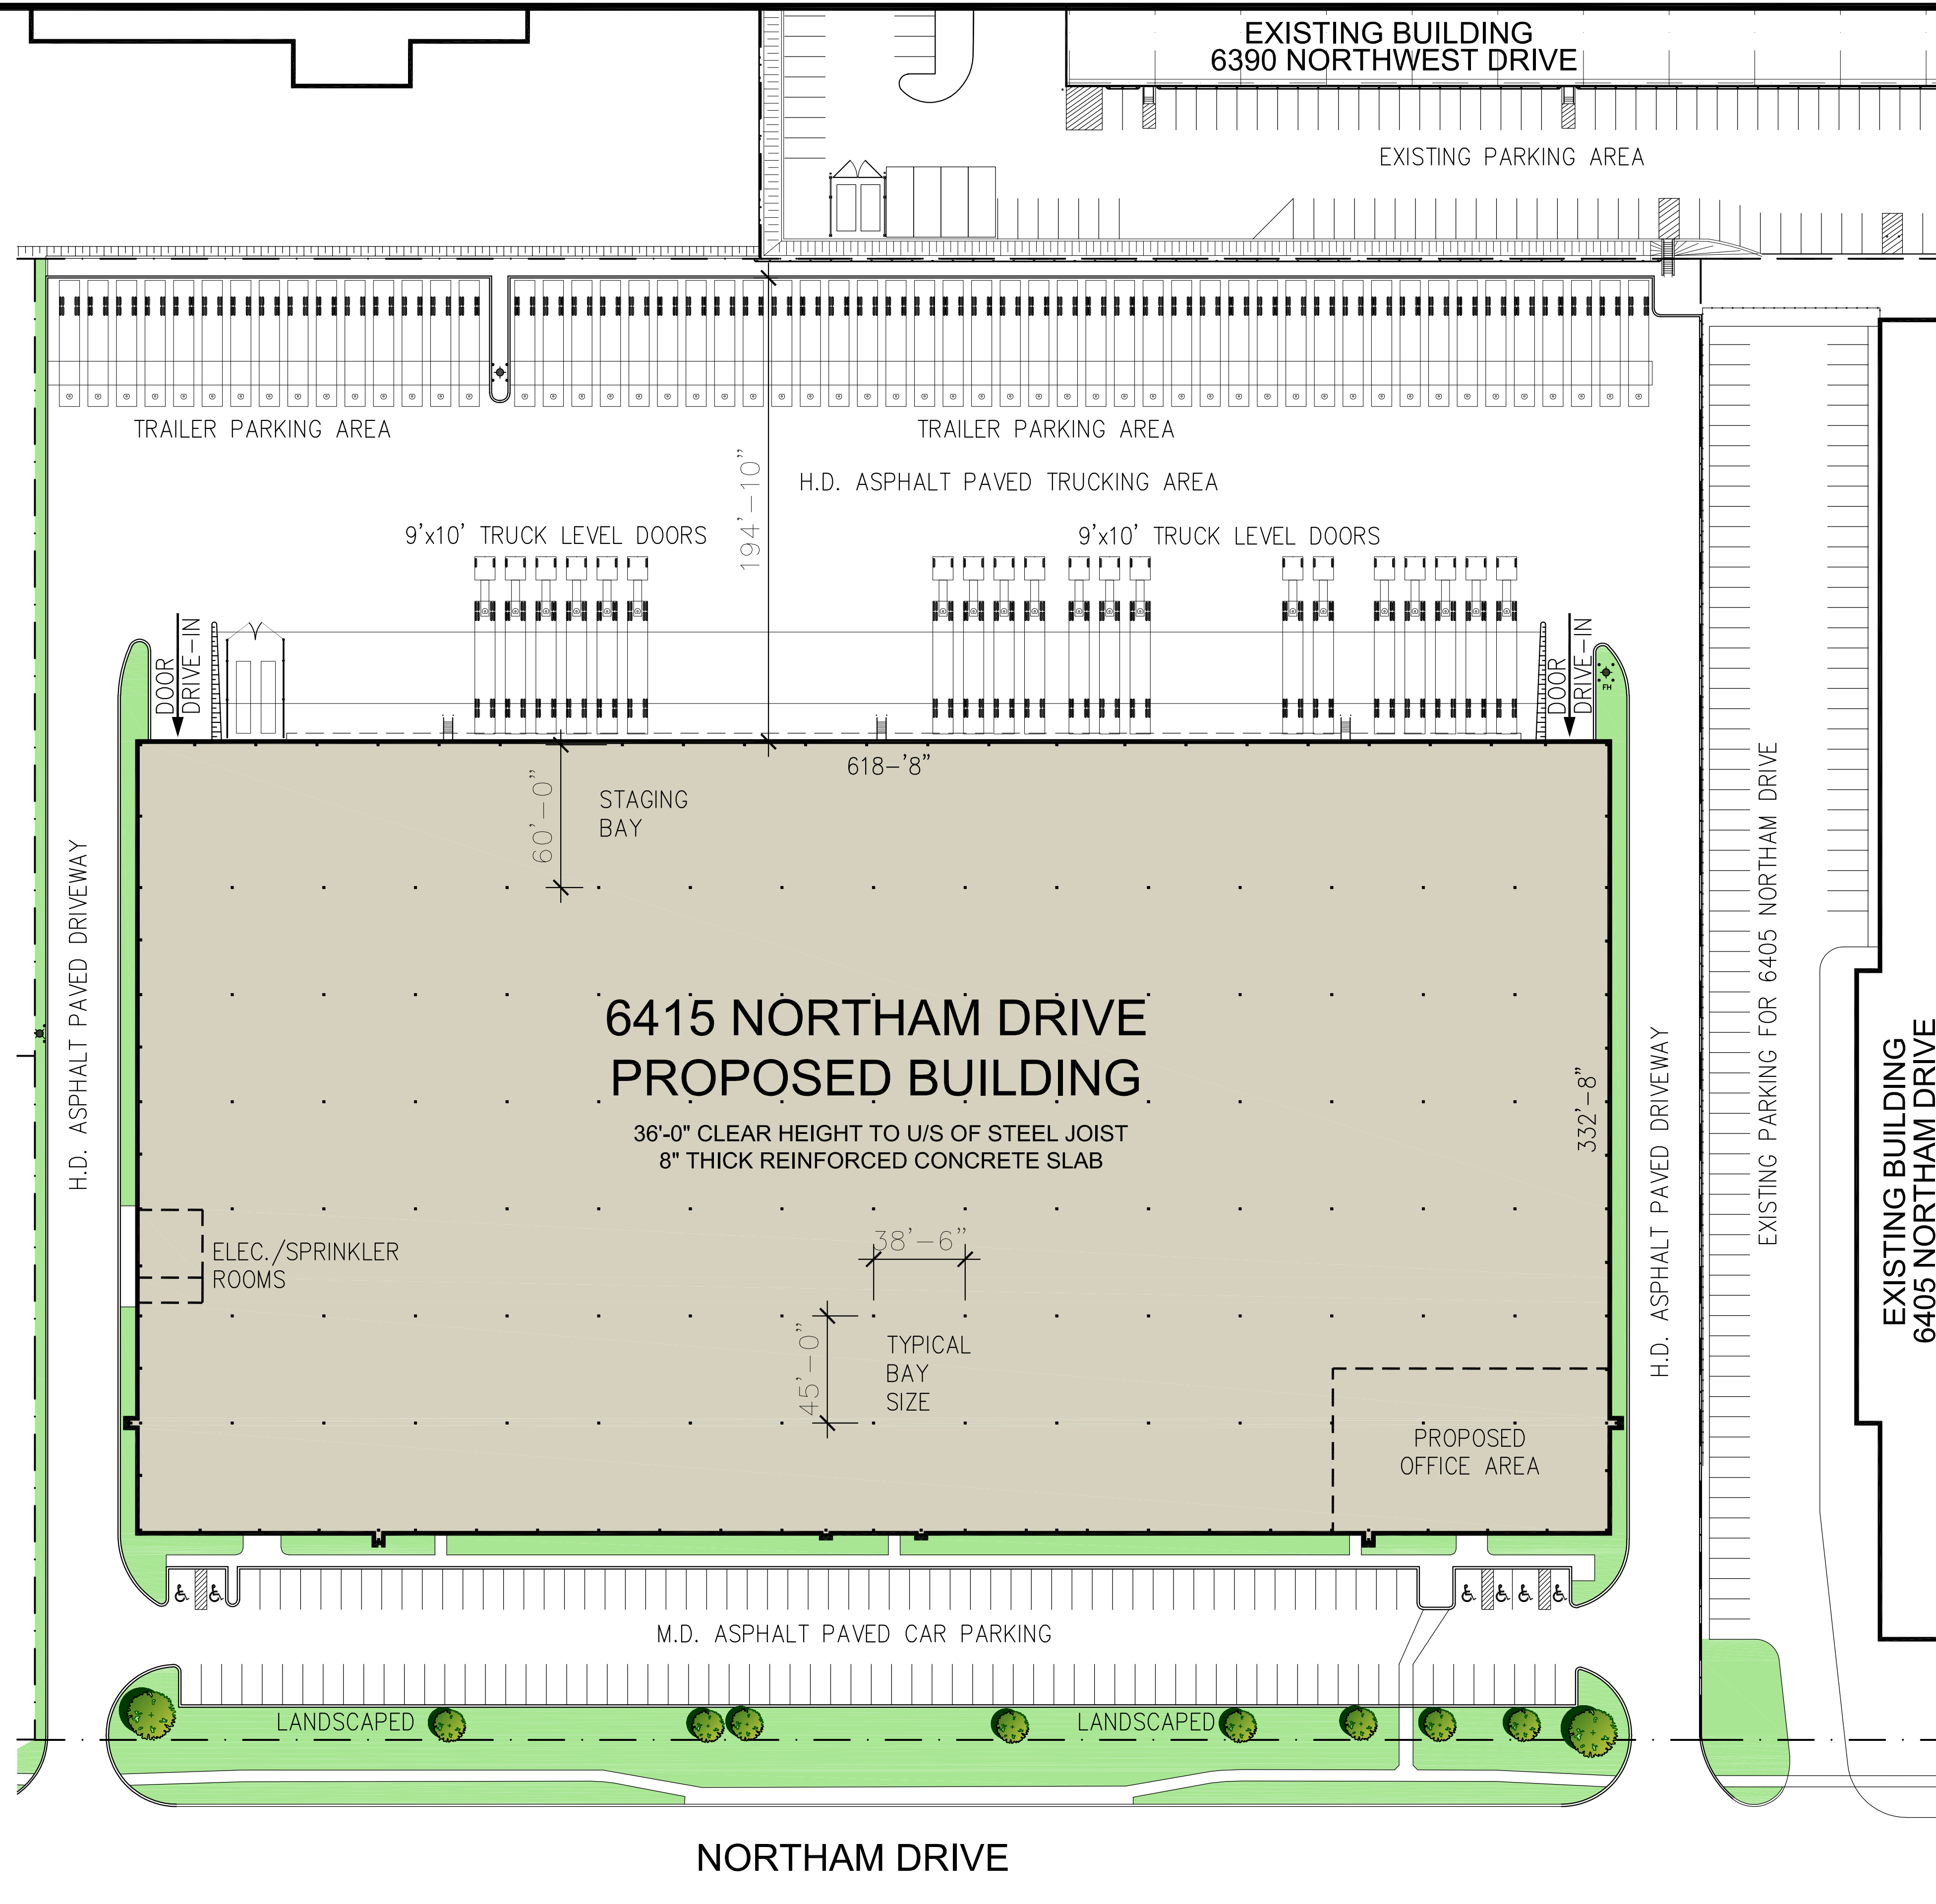 EXISTING BUILDING
6390 NORTHWEST DRIVE
EXISTING PARKING AREA
TRAILER PARKING AREA
TRAILER PARKING AREA
194'-10"
H.D. ASPHALT PAVED TRUCKING AREA
9'x10' TRUCK LEVEL DOORS
9'x10' TRUCK LEVEL DOORS
DOOR
DRIVE-IN
DOOR
DRIVE-IN
FH
618-'8"
60'-0"
STAGING
BAY
H.D. ASPHALT PAVED DRIVEWAY
6415 NORTHAM DRIVE
PROPOSED BUILDING
36'-0" CLEAR HEIGHT TO U/S OF STEEL JOIST
8" THICK REINFORCED CONCRETE SLAB
332'-8"
H.D. ASPHALT PAVED DRIVEWAY
EXISTING PARKING FOR 6405 NORTHAM DRIVE
EXISTING BUILDING
6405 NORTHAM DRIVE
ELEC./SPRINKLER
ROOMS
38'-6"
45'-0"
TYPICAL
BAY
SIZE
PROPOSED
OFFICE AREA
M.D. ASPHALT PAVED CAR PARKING
LANDSCAPED
LANDSCAPED
NORTHAM DRIVE